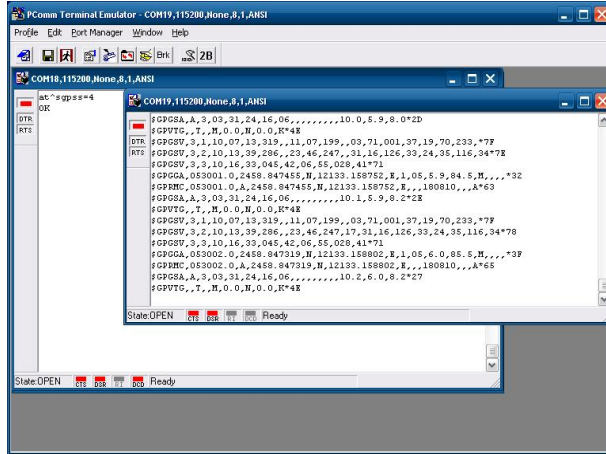 PComm Terminal Emulator - COM19,115200,None,8,1,ANSI
Profile Edit Port Manager Window Help
Brk 2B
COM18,115200,None,8,1,ANSI
at^sgpss=4
OK
DTR
RTS
State:OPEN CTS DSR RI DCD Ready
COM19,115200,None,8,1,ANSI
DTR
RTS
$GPGSA,A,3,03,31,24,16,06,,,,,,,,10.0,5.9,8.0*2D
$GPVTG,,T,,M,0.0,N,0.0,K*4E
$GPGSV,3,1,10,07,13,319,,11,07,199,,03,71,001,37,19,70,233,*7F
$GPGSV,3,2,10,13,39,286,,23,46,247,,31,16,126,33,24,35,116,34*7E
$GPGSV,3,3,10,16,33,045,42,06,55,028,41*71
$GPGGA,053001.0,2458.847455,N,12133.158752,E,1,05,5.9,84.5,M,,,,*32
$GPRMC,053001.0,A,2458.847455,N,12133.158752,E,,,180810,,,A*63
$GPGSA,A,3,03,31,24,16,06,,,,,,,,10.1,5.9,8.2*2E
$GPVTG,,T,,M,0.0,N,0.0,K*4E
$GPGSV,3,1,10,07,13,319,,11,07,199,,03,71,001,37,19,70,233,*7F
$GPGSV,3,2,10,13,39,286,,23,46,247,17,31,16,126,33,24,35,116,34*78
$GPGSV,3,3,10,16,33,045,42,06,55,028,41*71
$GPGGA,053002.0,2458.847319,N,12133.158802,E,1,05,6.0,85.5,M,,,,*3F
$GPRMC,053002.0,A,2458.847319,N,12133.158802,E,,,180810,,,A*65
$GPGSA,A,3,03,31,24,16,06,,,,,,,,10.2,6.0,8.2*27
$GPVTG,,T,,M,0.0,N,0.0,K*4E
State:OPEN CTS DSR RI DCD Ready